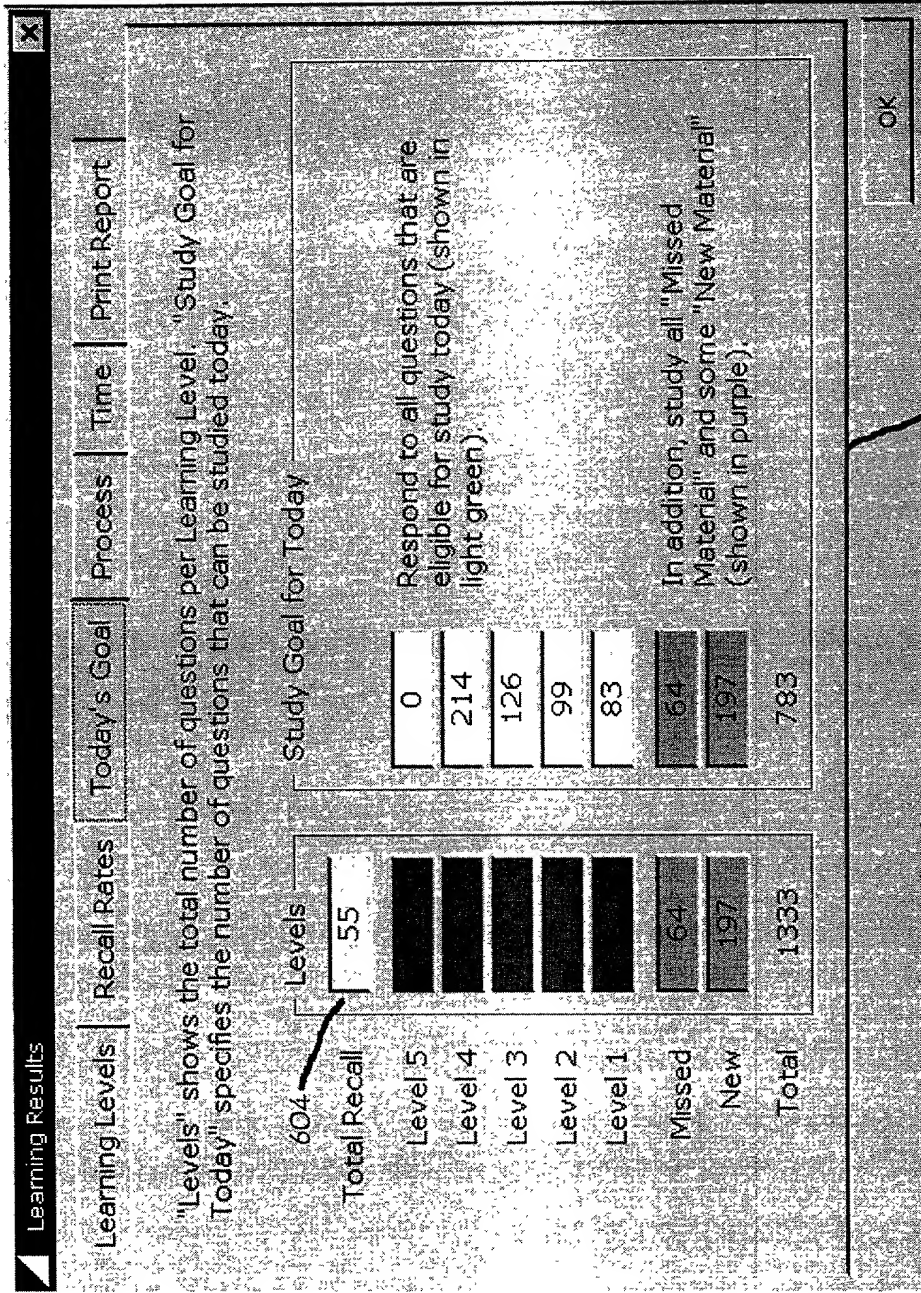 Learning Results
Learning Levels Recall Rates Today's Goal Process Time Print Report
"Levels" shows the total number of questions per Learning Level. "Study Goal for
Today" specifies the number of questions that can be studied today.
604
Levels
Study Goal for Today
Total Recall 55
Level 5 0
Level 4 214
Level 3 126
Level 2 99
Level 1 83
Respond to all questions that are
eligible for study today (shown in
light green).
Missed 64 64
New 197 197
In addition, study all "Missed
Material" and some "New Material"
(shown in purple).
Total 1333 783
OK